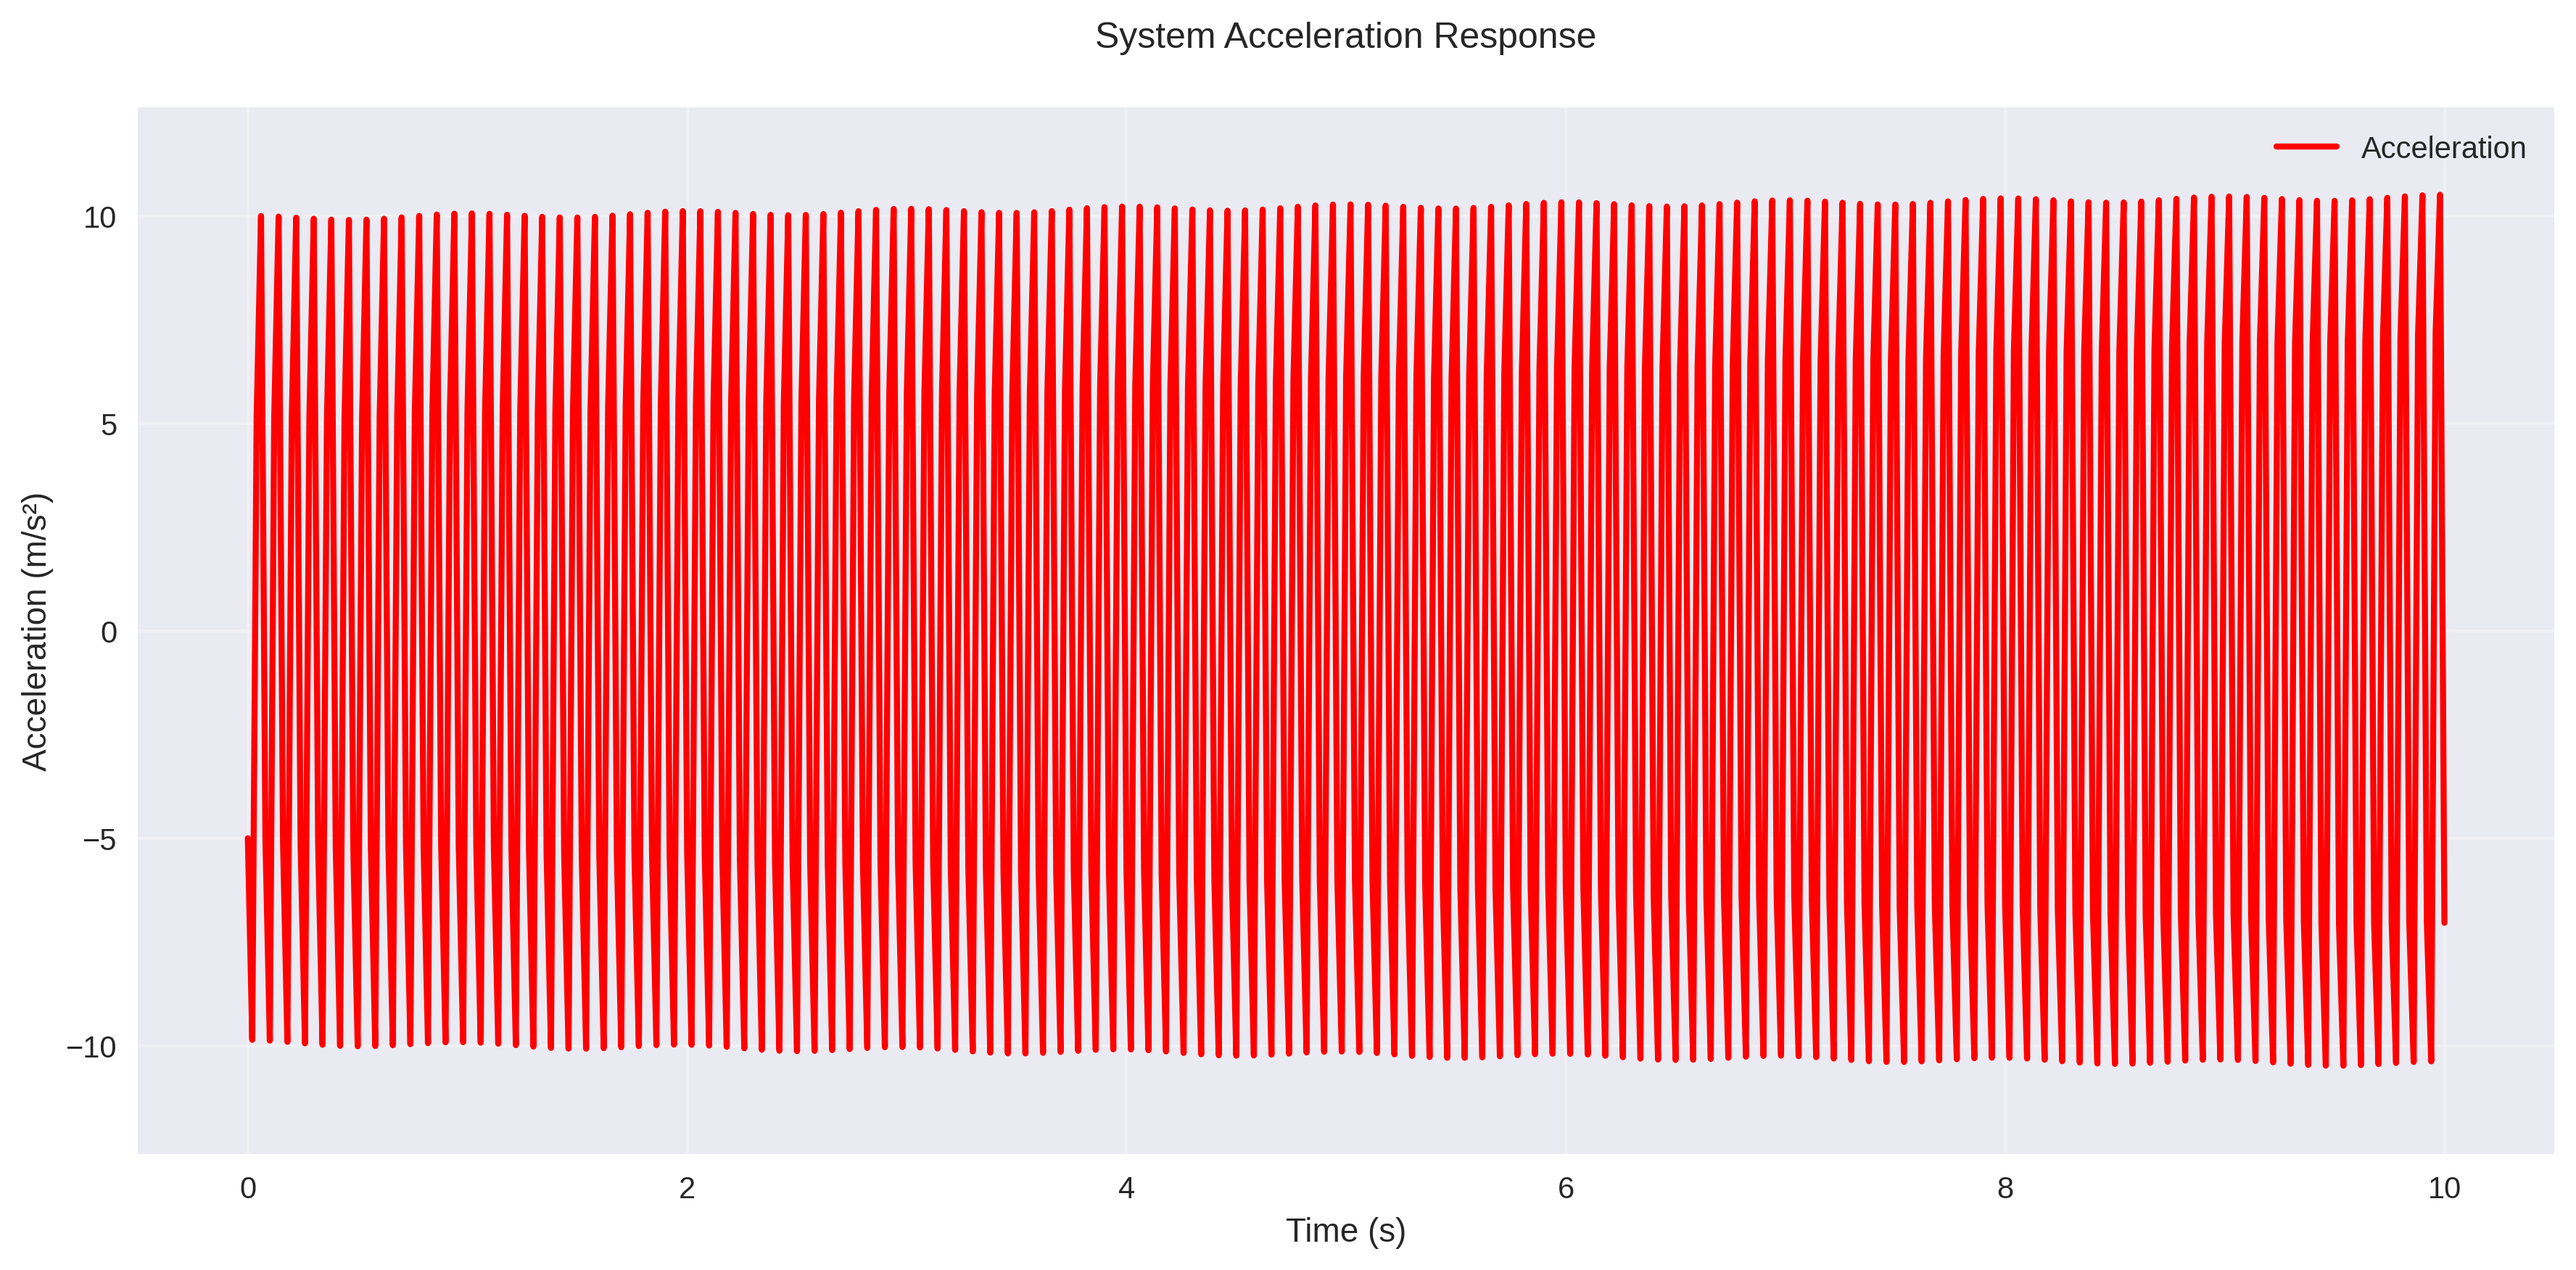 System Acceleration Response
Acceleration
10
5
0
−5
−10
Acceleration (m/s²)
0 2 4 6 8 10
Time (s)